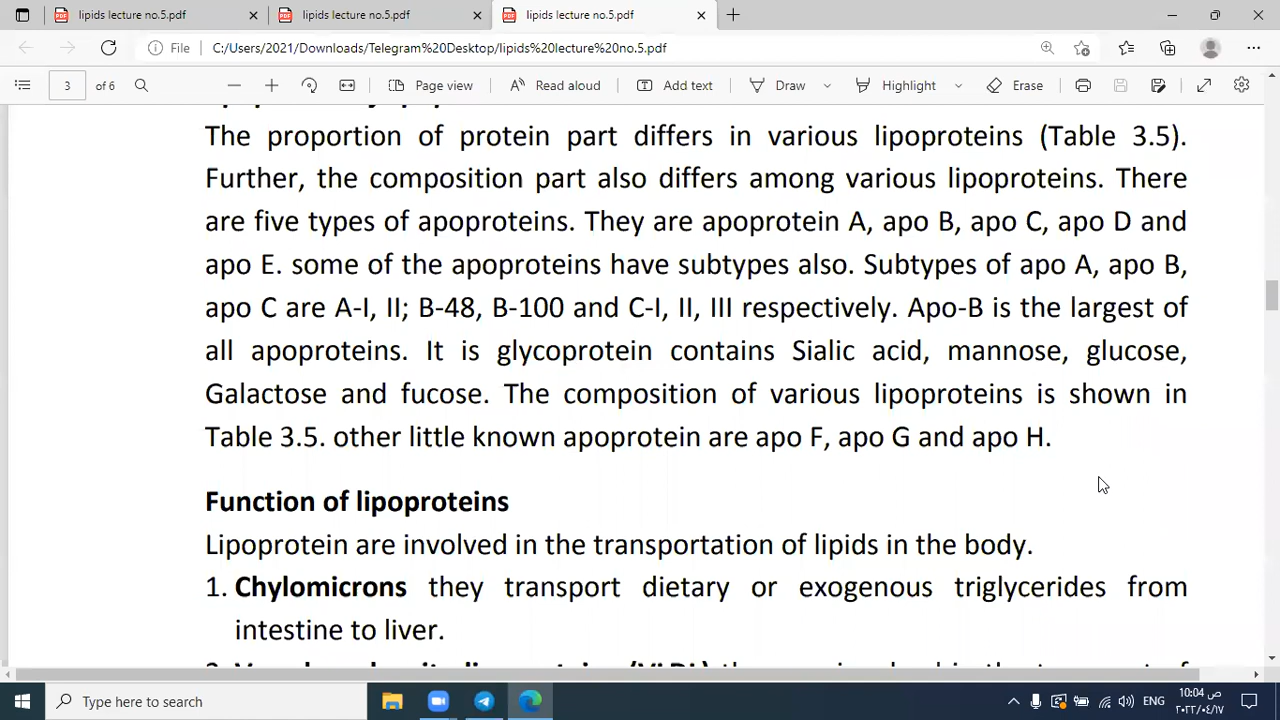 lipids lecture no.5.pdf
lipids lecture no.5.pdf
lipids lecture no.5.pdf
File
C:/Users/2021/Downloads/Telegram%20Desktop/lipids%20lecture%20no.5.pdf
3 of 6
Page view
Read aloud
Add text
Draw
Highlight
Erase
The proportion of protein part differs in various lipoproteins (Table 3.5).
Further, the composition part also differs among various lipoproteins. There
are five types of apoproteins. They are apoprotein A, apo B, apo C, apo D and
apo E. some of the apoproteins have subtypes also. Subtypes of apo A, apo B,
apo C are A-I, II; B-48, B-100 and C-I, II, III respectively. Apo-B is the largest of
all apoproteins. It is glycoprotein contains Sialic acid, mannose, glucose,
Galactose and fucose. The composition of various lipoproteins is shown in
Table 3.5. other little known apoprotein are apo F, apo G and apo H.
Function of lipoproteins
Lipoprotein are involved in the transportation of lipids in the body.
1. Chylomicrons they transport dietary or exogenous triglycerides from
intestine to liver.
Type here to search
ENG
10:04 ص
٢٠٢٢/٠٤/١٧